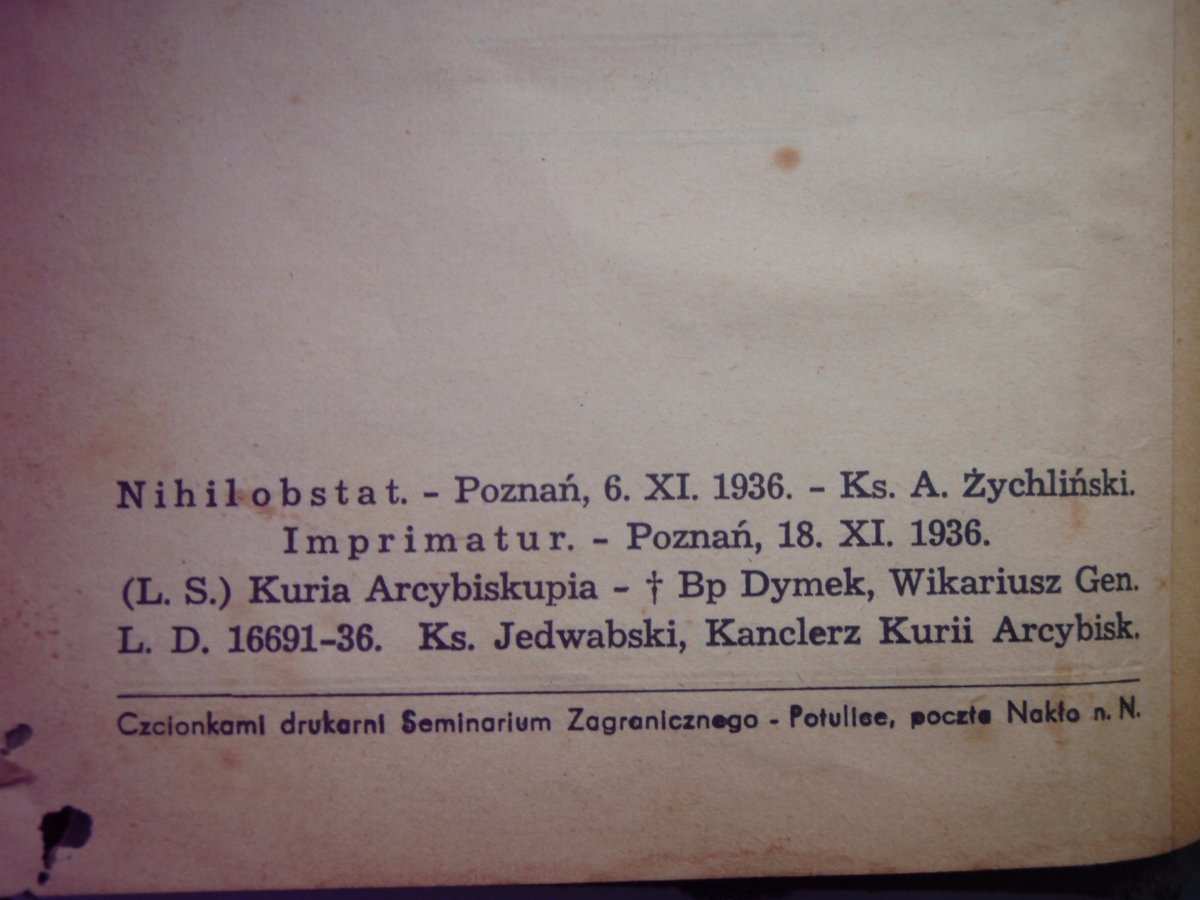 Nihil obstat. – Poznań, 6. XI. 1936. – Ks. A. Żychliński.
Imprimatur. – Poznań, 18. XI. 1936.
(L. S.) Kuria Arcybiskupia – † Bp Dymek, Wikariusz Gen.
L. D. 16691–36. Ks. Jedwabski, Kanclerz Kurii Arcybisk.
Czcionkami drukarni Seminarium Zagranicznego - Potulice, poczta Nakło n. N.